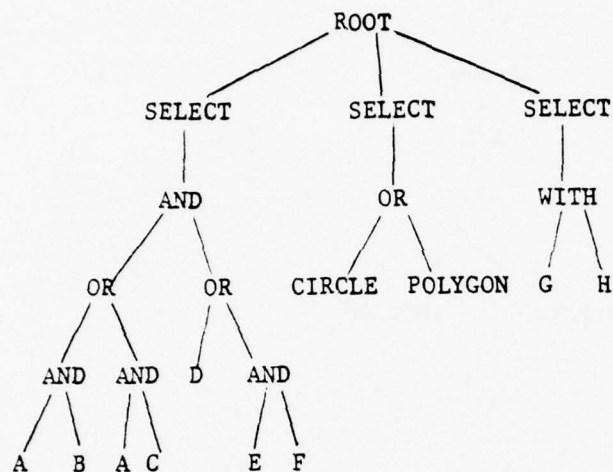 ROOT
SELECT SELECT SELECT
AND OR WITH
OR OR CIRCLE POLYGON G H
AND AND D AND
A B A C E F